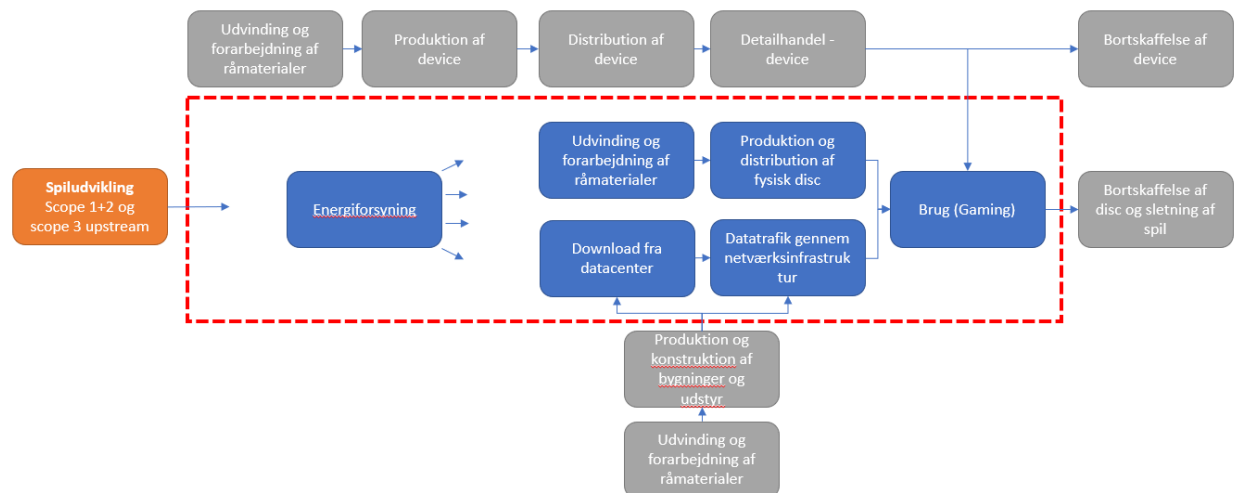 Udvinding og
forarbejdning af
råmaterialer
Produktion af
device
Distribution af
device
Detailhandel -
device
Bortskaffelse af
device
Spiludvikling
Scope 1+2 og
scope 3 upstream
Energiforsyning
Udvinding og
forarbejdning af
råmaterialer
Produktion og
distribution af
fysisk disc
Download fra
datacenter
Datatrafik gennem
netværksinfrastruk
tur
Brug (Gaming)
Bortskaffelse af
disc og sletning af
spil
Produktion og
konstruktion af
bygninger og
udstyr
Udvinding og
forarbejdning af
råmaterialer